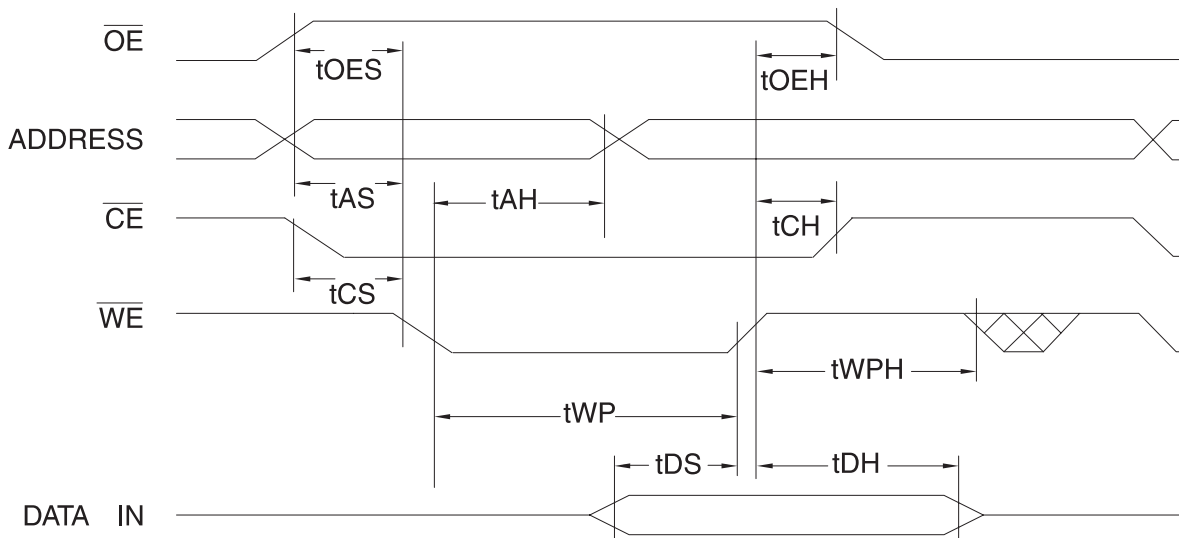 OE
tOES
tOEH
ADDRESS
tAS
tAH
CE
tCH
tCS
WE
tWPH
tWP
tDS
tDH
DATA IN